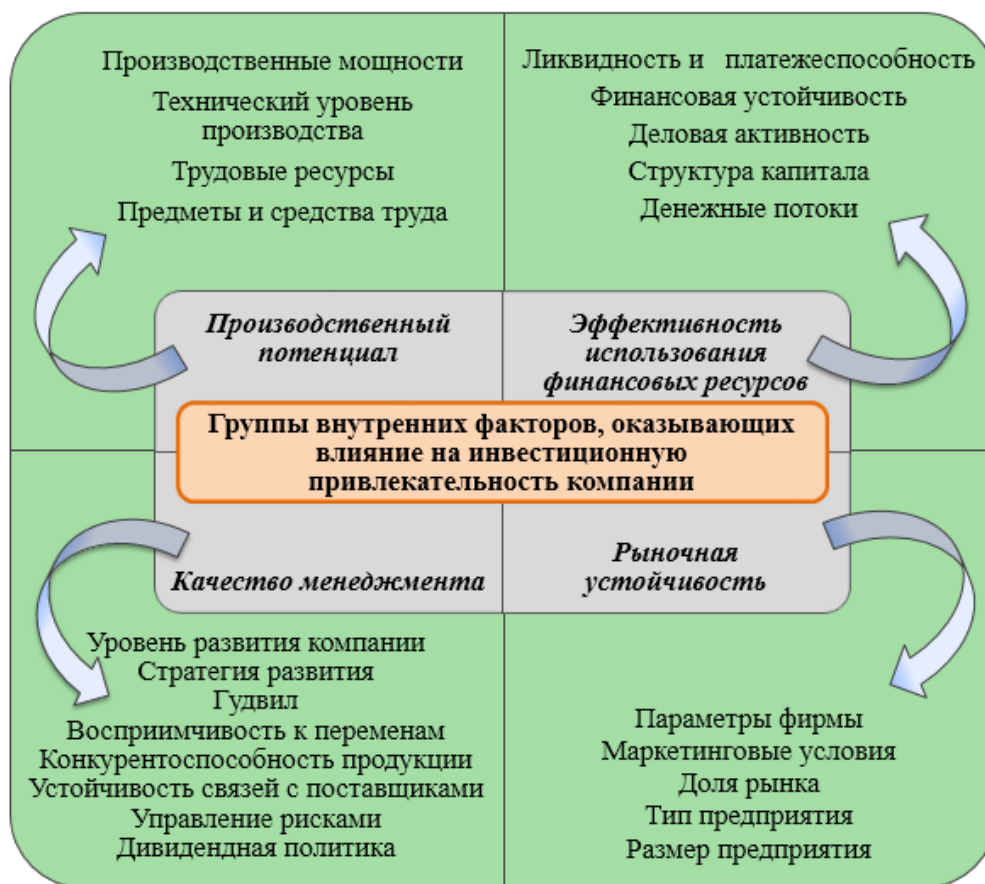 Производственные мощности
Технический уровень
производства
Трудовые ресурсы
Предметы и средства труда
Ликвидность и платежеспособность
Финансовая устойчивость
Деловая активность
Структура капитала
Денежные потоки
Производственный
потенциал
Эффективность
использования
финансовых ресурсов
Группы внутренних факторов, оказывающих
влияние на инвестиционную
привлекательность компании
Качество менеджмента
Рыночная
устойчивость
Уровень развития компании
Стратегия развития
Гудвил
Восприимчивость к переменам
Конкурентоспособность продукции
Устойчивость связей с поставщиками
Управление рисками
Дивидендная политика
Параметры фирмы
Маркетинговые условия
Доля рынка
Тип предприятия
Размер предприятия